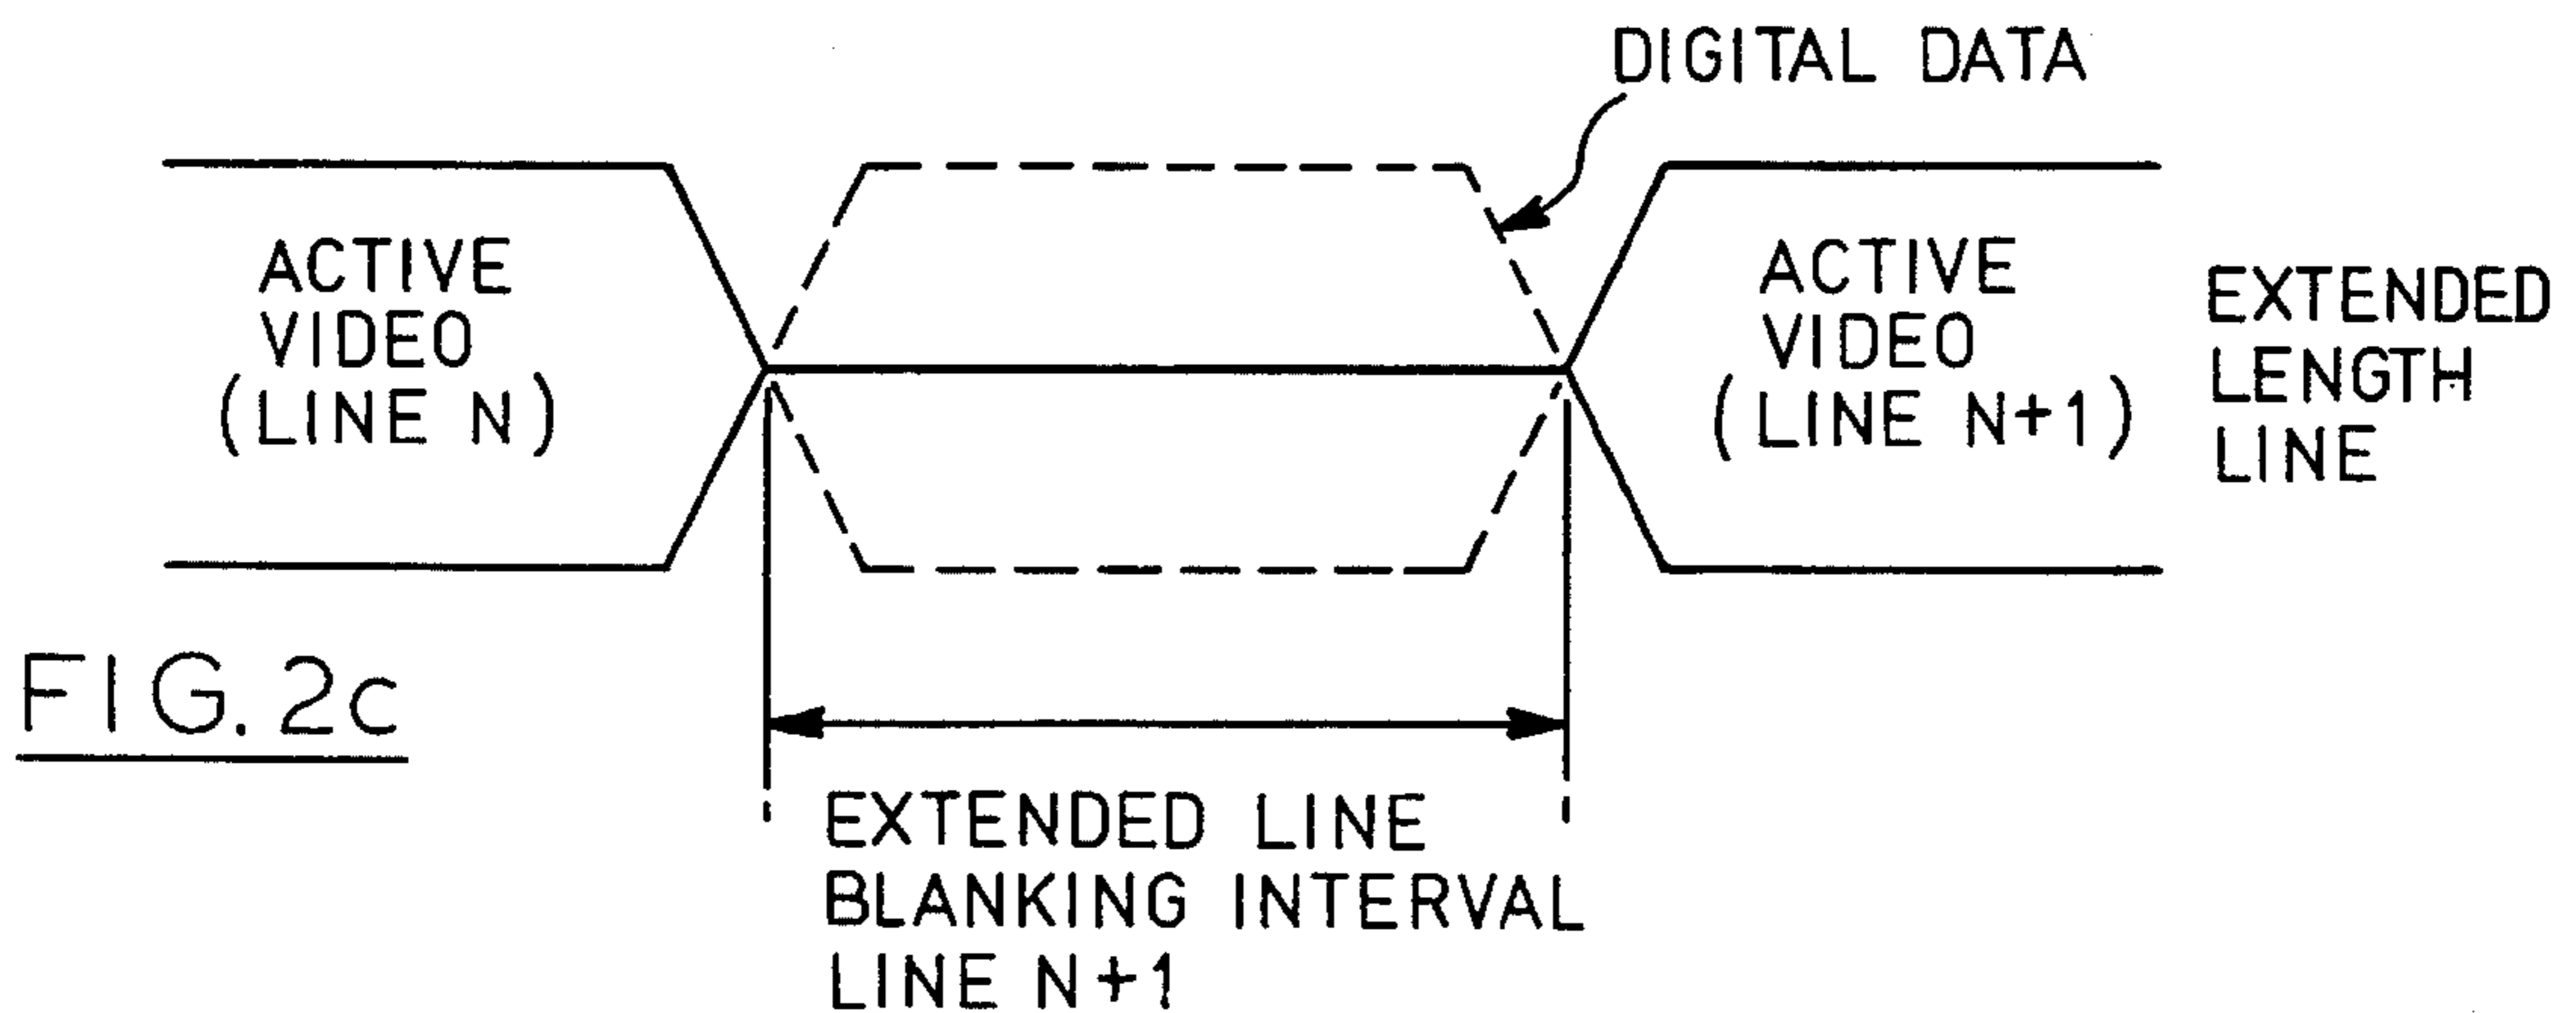 DIGITAL DATA
ACTIVE
VIDEO
(LINE N)
ACTIVE
VIDEO
(LINE N+1)
EXTENDED
LENGTH
LINE
FIG. 2c
EXTENDED LINE
BLANKING INTERVAL
LINE N+1